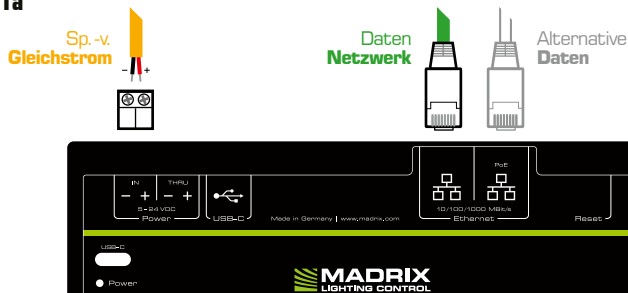 1a
Sp.-v.
Gleichstrom
- +
Daten
Netzwerk
Alternative
Daten
IN
THRU
- + - +
5-24 VDC
Power
USB-C
Made in Germany | www.madrix.com
PoE
10/100/1000 MBit/s
Ethernet
Reset
USB-C
Power
MADRIX
LIGHTING CONTROL